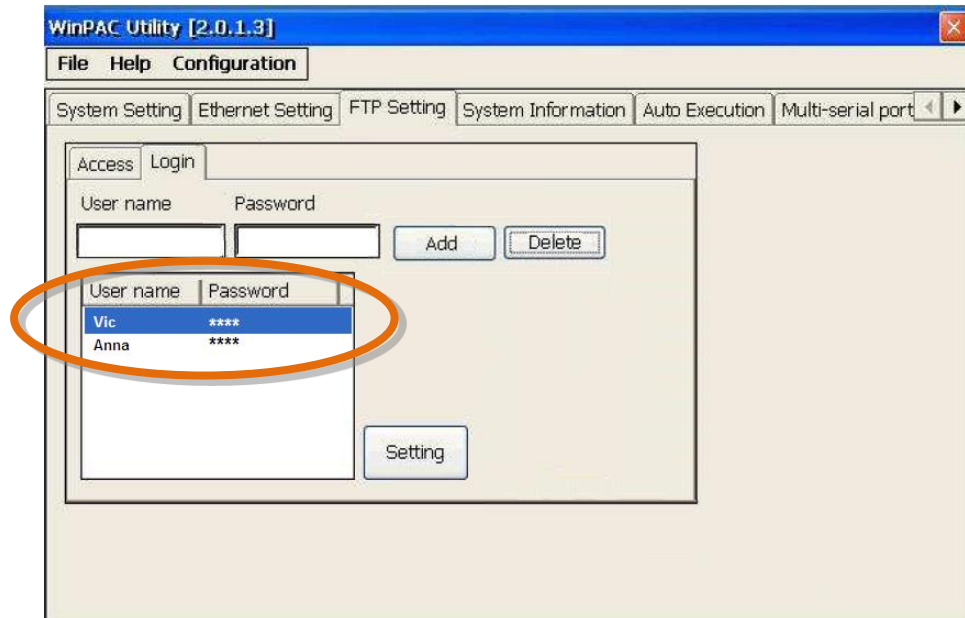 WinPAC Utility [2.0.1.3]
File Help Configuration
System Setting Ethernet Setting FTP Setting System Information Auto Execution Multi-serial port
Access Login
User name Password
Add Delete
User name Password
Vic ****
Anna ****
Setting